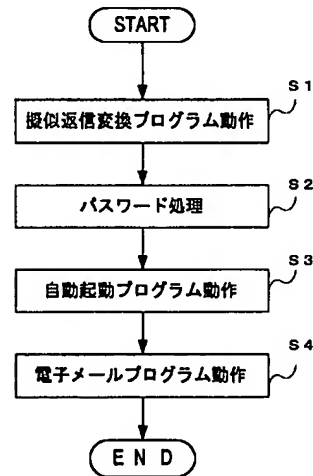 START
S1
擬似返信変換プログラム動作
S2
パスワード処理
S3
自動起動プログラム動作
S4
電子メールプログラム動作
END